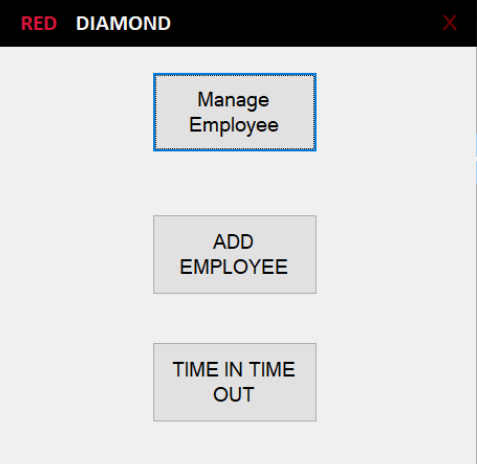 RED DIAMOND X
Manage
Employee
ADD
EMPLOYEE
TIME IN TIME
OUT